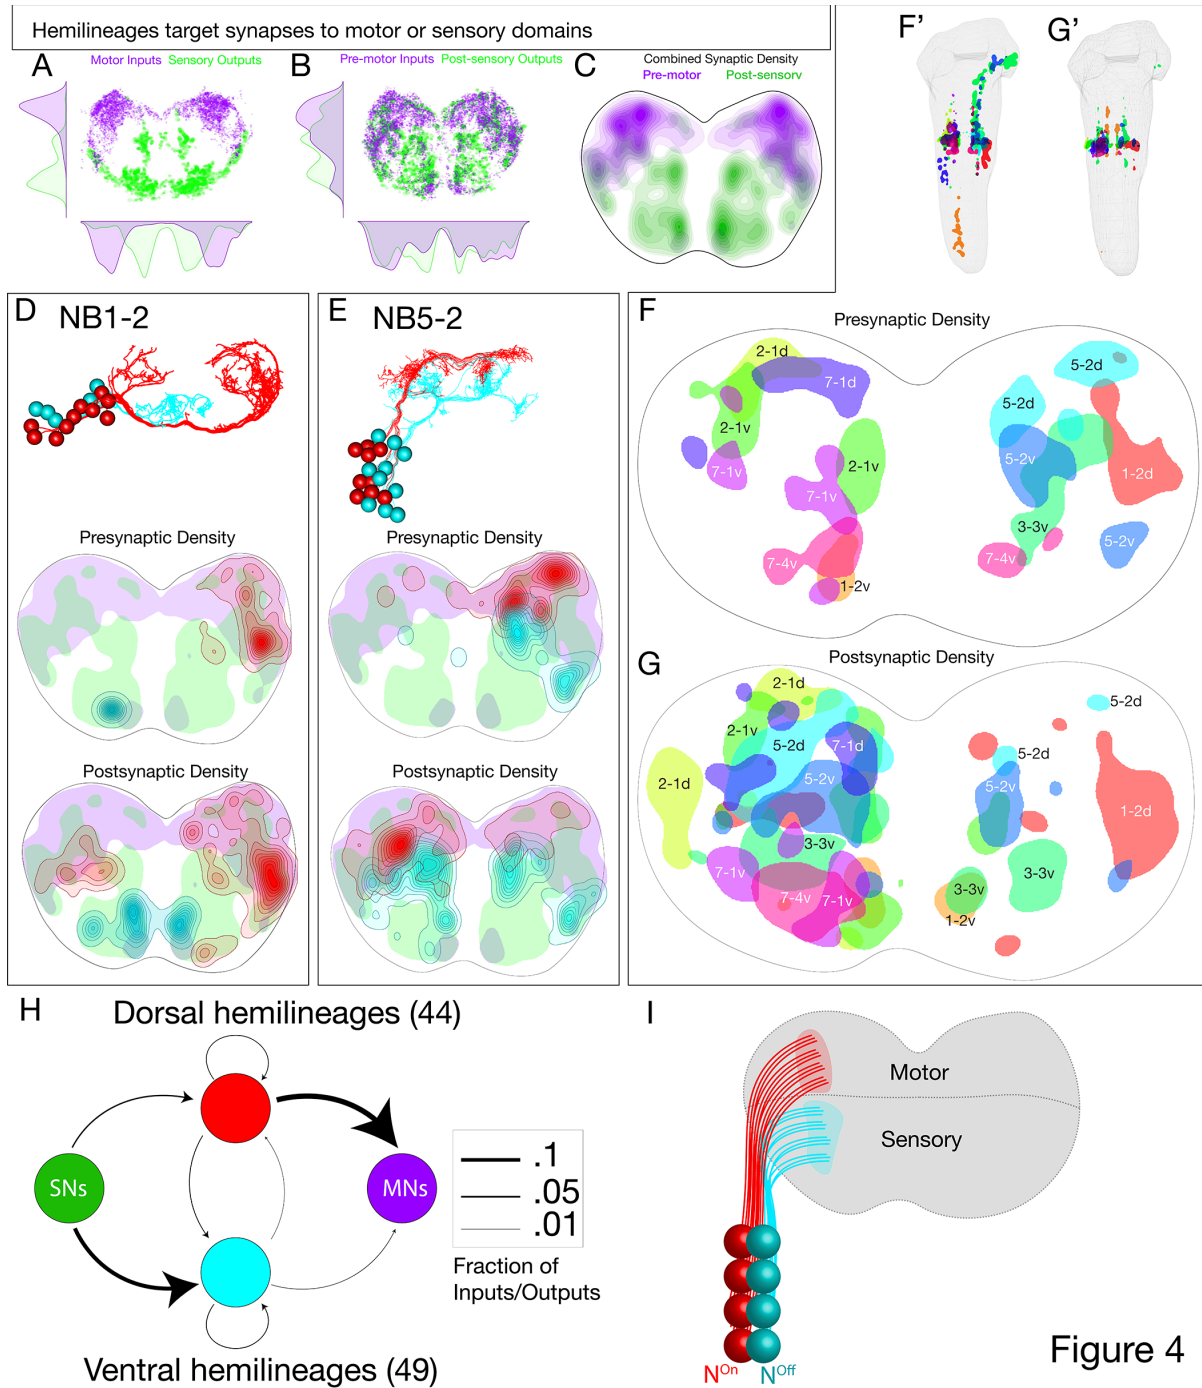 Hemilineages target synapses to motor or sensory domains
A
Motor Inputs Sensory Outputs
B
Pre-motor Inputs Post-sensory Outputs
C
Combined Synaptic Density
Pre-motor Post-sensory
F’ G’
D NB1-2
Presynaptic Density
Postsynaptic Density
E NB5-2
Presynaptic Density
Postsynaptic Density
F
Presynaptic Density
2-1d
7-1d
2-1v
7-1v
2-1v
7-1v
7-4v
1-2v
5-2d
5-2d
5-2v
1-2d
3-3v
7-4v
5-2v
G
Postsynaptic Density
2-1d
2-1v
5-2d
7-1d
2-1d
5-2v
3-3v
7-1v
7-4v
7-1v
5-2d
5-2d
5-2v
1-2d
3-3v
3-3v
1-2v
H
Dorsal hemilineages (44)
SNs
MNs
.1
.05
.01
Fraction of
Inputs/Outputs
Ventral hemilineages (49)
I
Motor
Sensory
NOn NOff
Figure 4